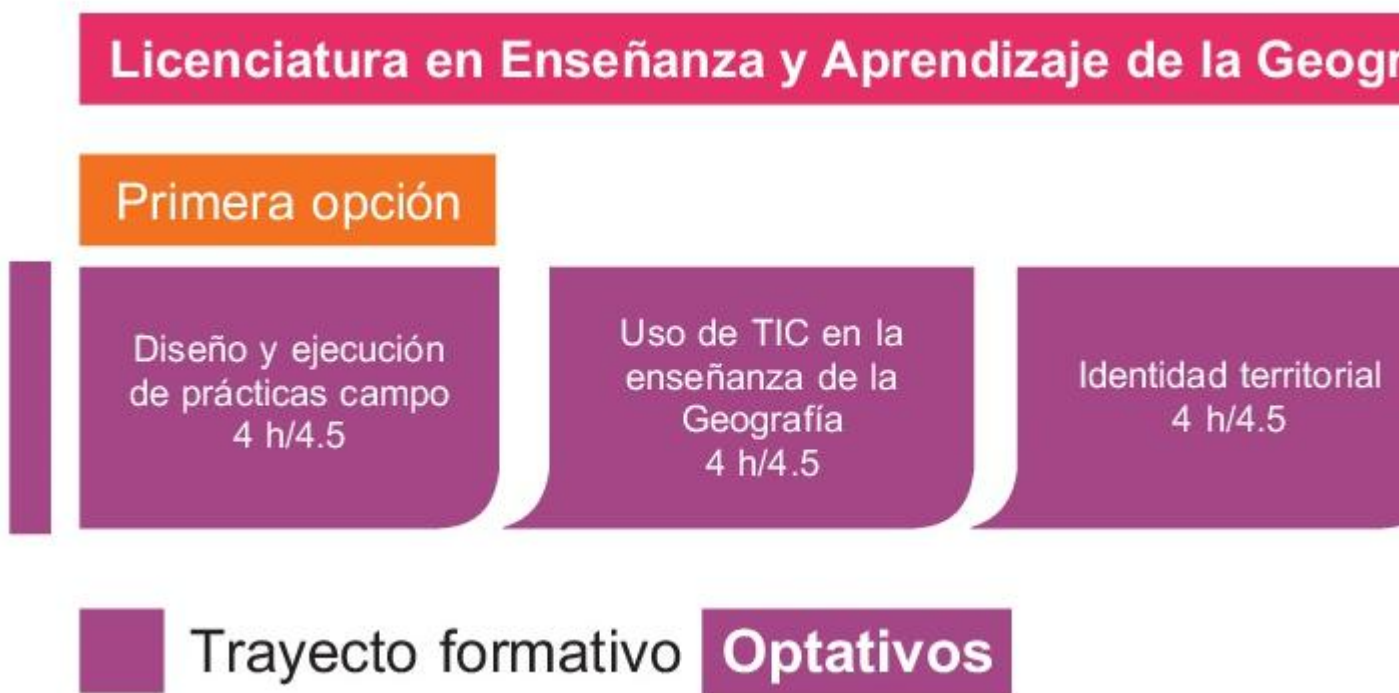 Licenciatura en Enseñanza y Aprendizaje de la
Primera opción
Diseño y ejecución
de prácticas campo
4 h/4.5
Uso de TIC en la
enseñanza de la
Geografía
4 h/4.5
Identidad territorial
4 h/4.5
Trayecto formativo Optativos